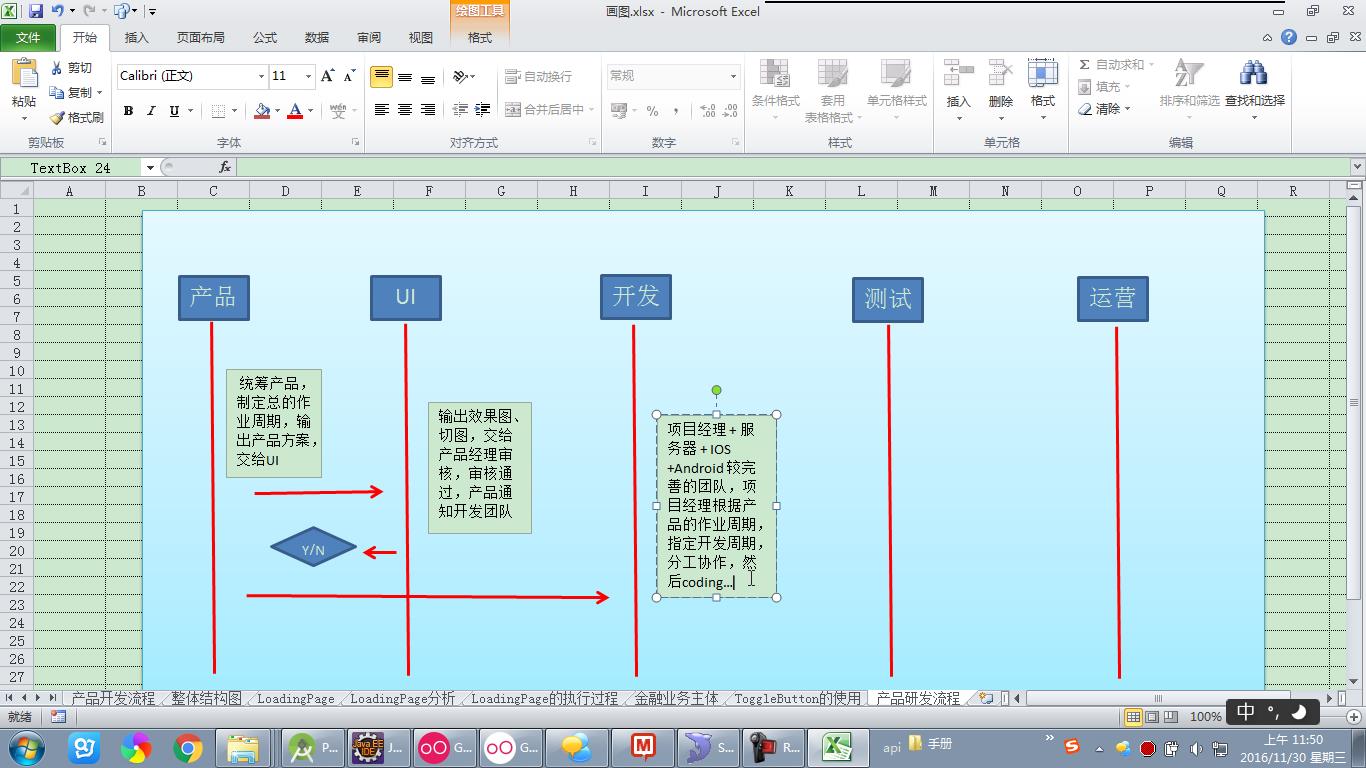 画图.xlsx - Microsoft Excel
绘图工具
文件 开始 插入 页面布局 公式 数据 审阅 视图 格式
粘贴
剪切
复制
格式刷
剪贴板
Calibri (正文) 11
B I U
字体
自动换行
合并后居中
对齐方式
常规
数字
条件格式
套用
表格格式
单元格样式
样式
插入 删除 格式
单元格
自动求和
填充
清除
排序和筛选 查找和选择
编辑
TextBox 24
fx
A B C D E F G H I J K L M N O P Q R
1
2
3
4
5
6
7
8
9
10
11
12
13
14
15
16
17
18
19
20
21
22
23
24
25
26
27
产品 UI 开发 测试 运营
统筹产品，
制定总的作
业周期，输
出产品方案，
交给UI
输出效果图、
切图，交给
产品经理审
核，审核通
过，产品通
知开发团队
项目经理 + 服
务器 + IOS
+Android 较完
善的团队，项
目经理根据产
品的作业周期，
指定开发周期，
分工协作，然
后coding...
Y/N
产品开发流程 整体结构图 LoadingPage LoadingPage分析 LoadingPage的执行过程 金融业务主体 ToggleButton的使用 产品研发流程
就绪
100%
中
P... J... G... G... S... R...
api 手册
上午 11:50
2016/11/30 星期三